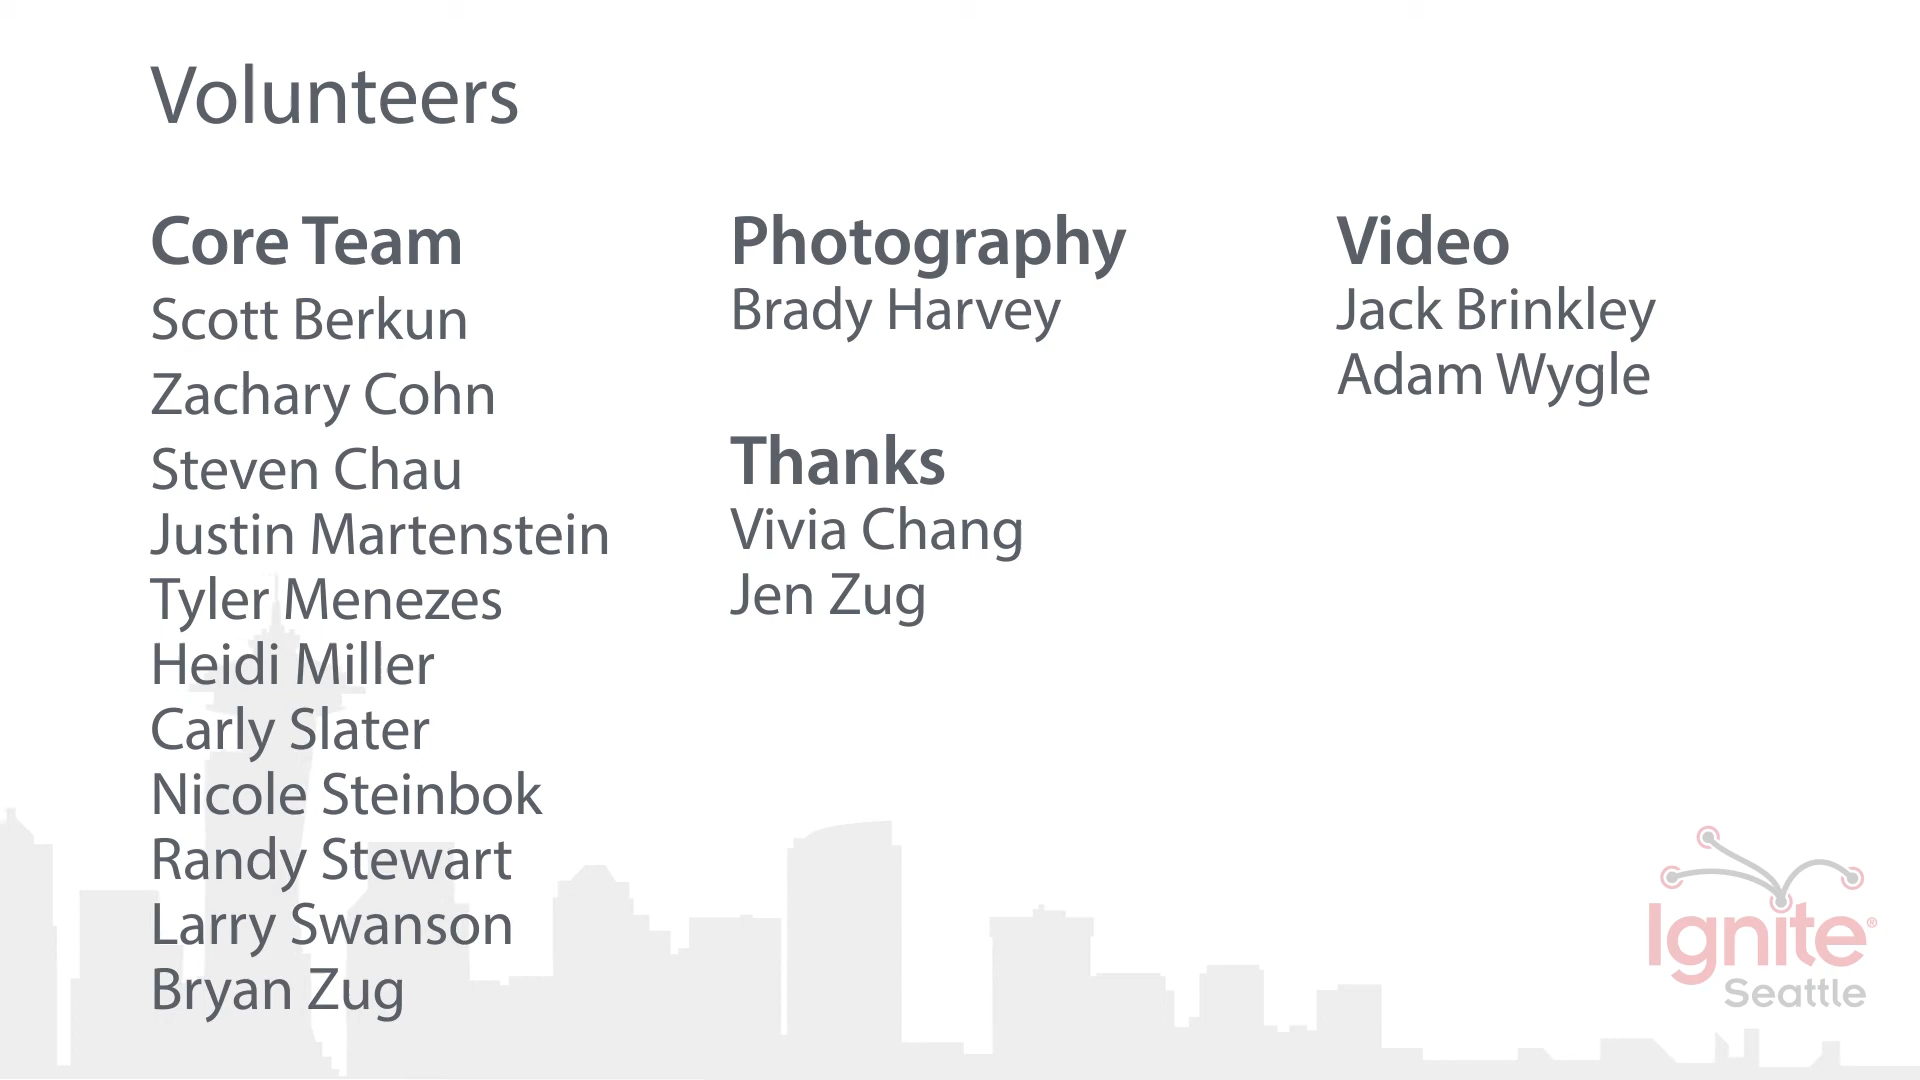 Volunteers
Core Team
Scott Berkun
Zachary Cohn
Steven Chau
Justin Martenstein
Tyler Menezes
Heidi Miller
Carly Slater
Nicole Steinbok
Randy Stewart
Larry Swanson
Bryan Zug
Photography
Brady Harvey
Thanks
Vivia Chang
Jen Zug
Video
Jack Brinkley
Adam Wygle
Ignite®
Seattle